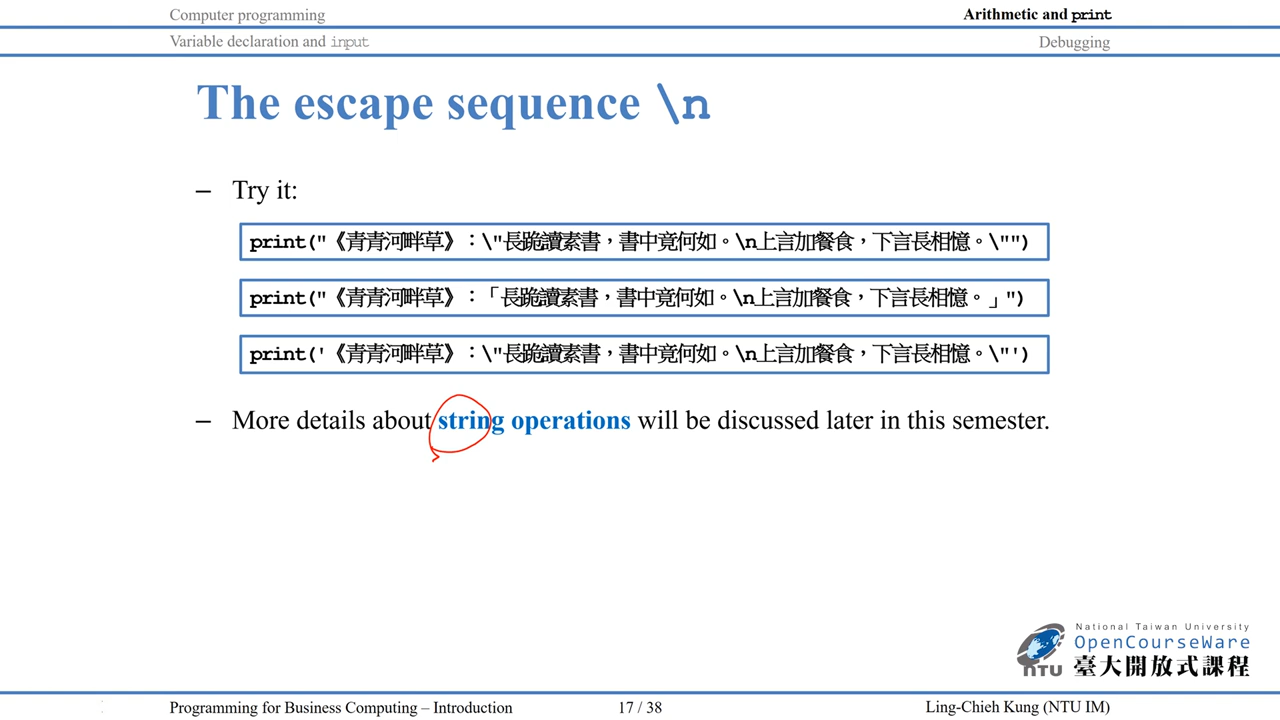 Computer programming
Arithmetic and print
Variable declaration and input
Debugging
The escape sequence \n
– Try it:
print("《青青河畔草》：\"長跪讀素書，書中竟何如。\n上言加餐食，下言長相憶。\"")
print("《青青河畔草》：「長跪讀素書，書中竟何如。\n上言加餐食，下言長相憶。」")
print('《青青河畔草》：\"長跪讀素書，書中竟何如。\n上言加餐食，下言長相憶。\"')
– More details about string operations will be discussed later in this semester.
National Taiwan University
OpenCourseWare
NTU 臺大開放式課程
Programming for Business Computing – Introduction
17 / 38
Ling-Chieh Kung (NTU IM)